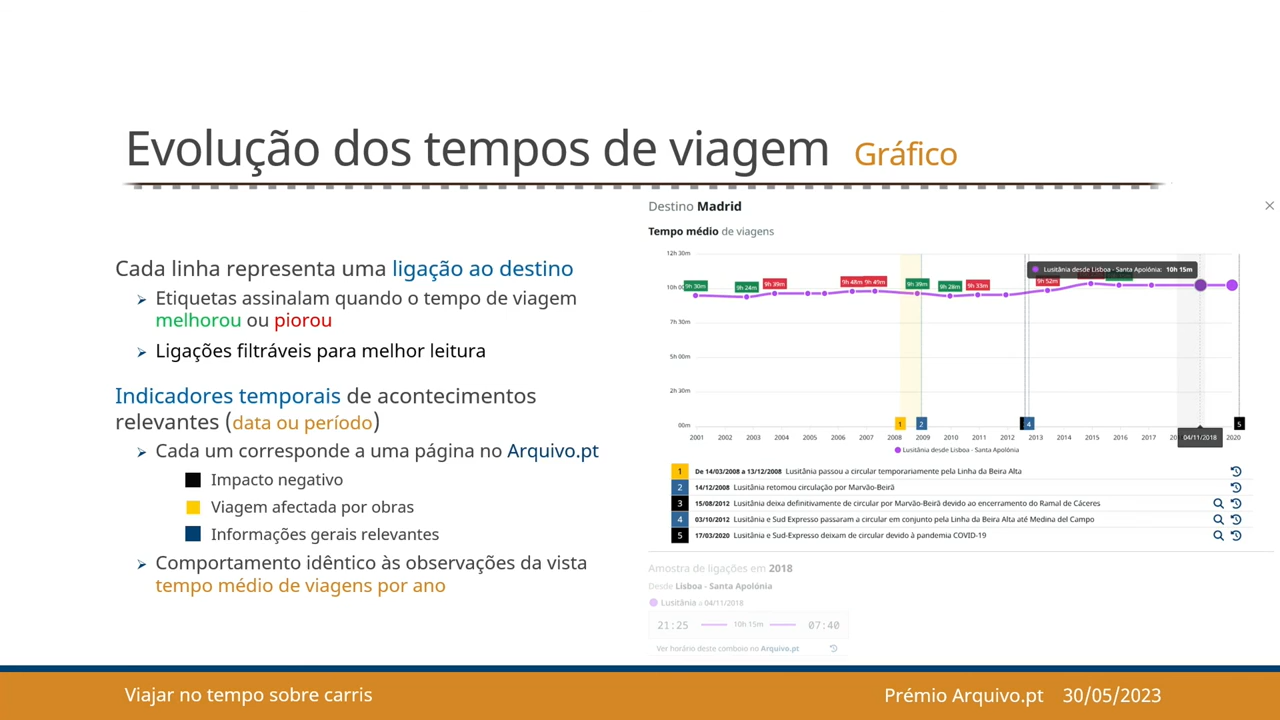 Evolução dos tempos de viagem Gráfico
Cada linha representa uma ligação ao destino
Etiquetas assinalam quando o tempo de viagem
melhorou ou piorou
Ligações filtráveis para melhor leitura
Indicadores temporais de acontecimentos
relevantes (data ou período)
Cada um corresponde a uma página no Arquivo.pt
Impacto negativo
Viagem afectada por obras
Informações gerais relevantes
Comportamento idêntico às observações da vista
tempo médio de viagens por ano
Destino Madrid
Tempo médio de viagens
12h 30m
Lusitânia desde Lisboa - Santa Apolónia: 10h 15m
9h 30m 9h 24m 9h 39m 9h 48m 9h 49m 9h 39m 9h 28m 9h 33m 9h 52m
7h 30m
5h 00m
2h 30m
00m
1 2 4 5
2001 2002 2003 2004 2005 2006 2007 2008 2009 2010 2011 2012 2013 2014 2015 2016 2017 04/11/2018 2020
Lusitânia desde Lisboa - Santa Apolónia
1 De 14/03/2008 a 13/12/2008 Lusitânia passou a circular temporariamente pela Linha da Beira Alta
2 14/12/2008 Lusitânia retomou circulação por Marvão-Beirã
3 15/08/2012 Lusitânia deixa definitivamente de circular por Marvão-Beirã devido ao encerramento do Ramal de Cáceres
4 03/10/2012 Lusitânia e Sud Expresso passaram a circular em conjunto pela Linha da Beira Alta até Medina del Campo
5 17/03/2020 Lusitânia e Sud-Expresso deixam de circular devido à pandemia COVID-19
Amostra de ligações em 2018
Desde Lisboa - Santa Apolónia
Lusitânia a 04/11/2018
21:25 10h 15m 07:40
Ver horário deste comboio no Arquivo.pt
Viajar no tempo sobre carris
Prémio Arquivo.pt 30/05/2023